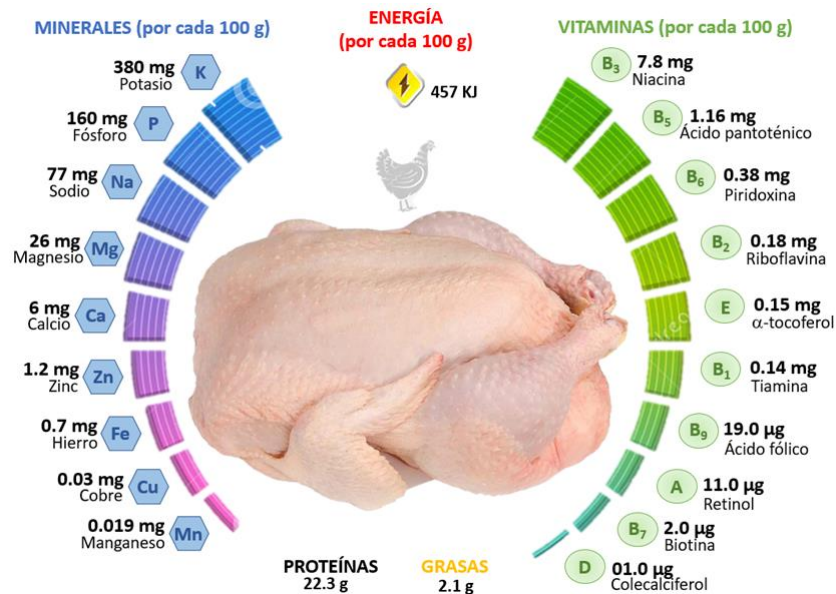 MINERALES (por cada 100 g)
380 mg
Potasio
K
160 mg
Fósforo
P
77 mg
Sodio
Na
26 mg
Magnesio
Mg
6 mg
Calcio
Ca
1.2 mg
Zinc
Zn
0.7 mg
Hierro
Fe
0.03 mg
Cobre
Cu
0.019 mg
Manganeso
Mn
ENERGÍA
(por cada 100 g)
457 KJ
VITAMINAS (por cada 100 g)
B3
7.8 mg
Niacina
B5
1.16 mg
Ácido pantoténico
B6
0.38 mg
Piridoxina
B2
0.18 mg
Riboflavina
E
0.15 mg
α-tocoferol
B1
0.14 mg
Tiamina
B9
19.0 µg
Ácido fólico
A
11.0 µg
Retinol
B7
2.0 µg
Biotina
D
01.0 µg
Colecalciferol
PROTEÍNAS
22.3 g
GRASAS
2.1 g